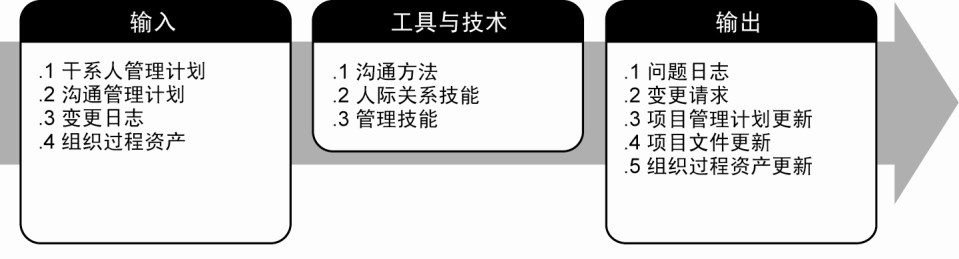 输入
.1 干系人管理计划
.2 沟通管理计划
.3 变更日志
.4 组织过程资产
工具与技术
.1 沟通方法
.2 人际关系技能
.3 管理技能
输出
.1 问题日志
.2 变更请求
.3 项目管理计划更新
.4 项目文件更新
.5 组织过程资产更新